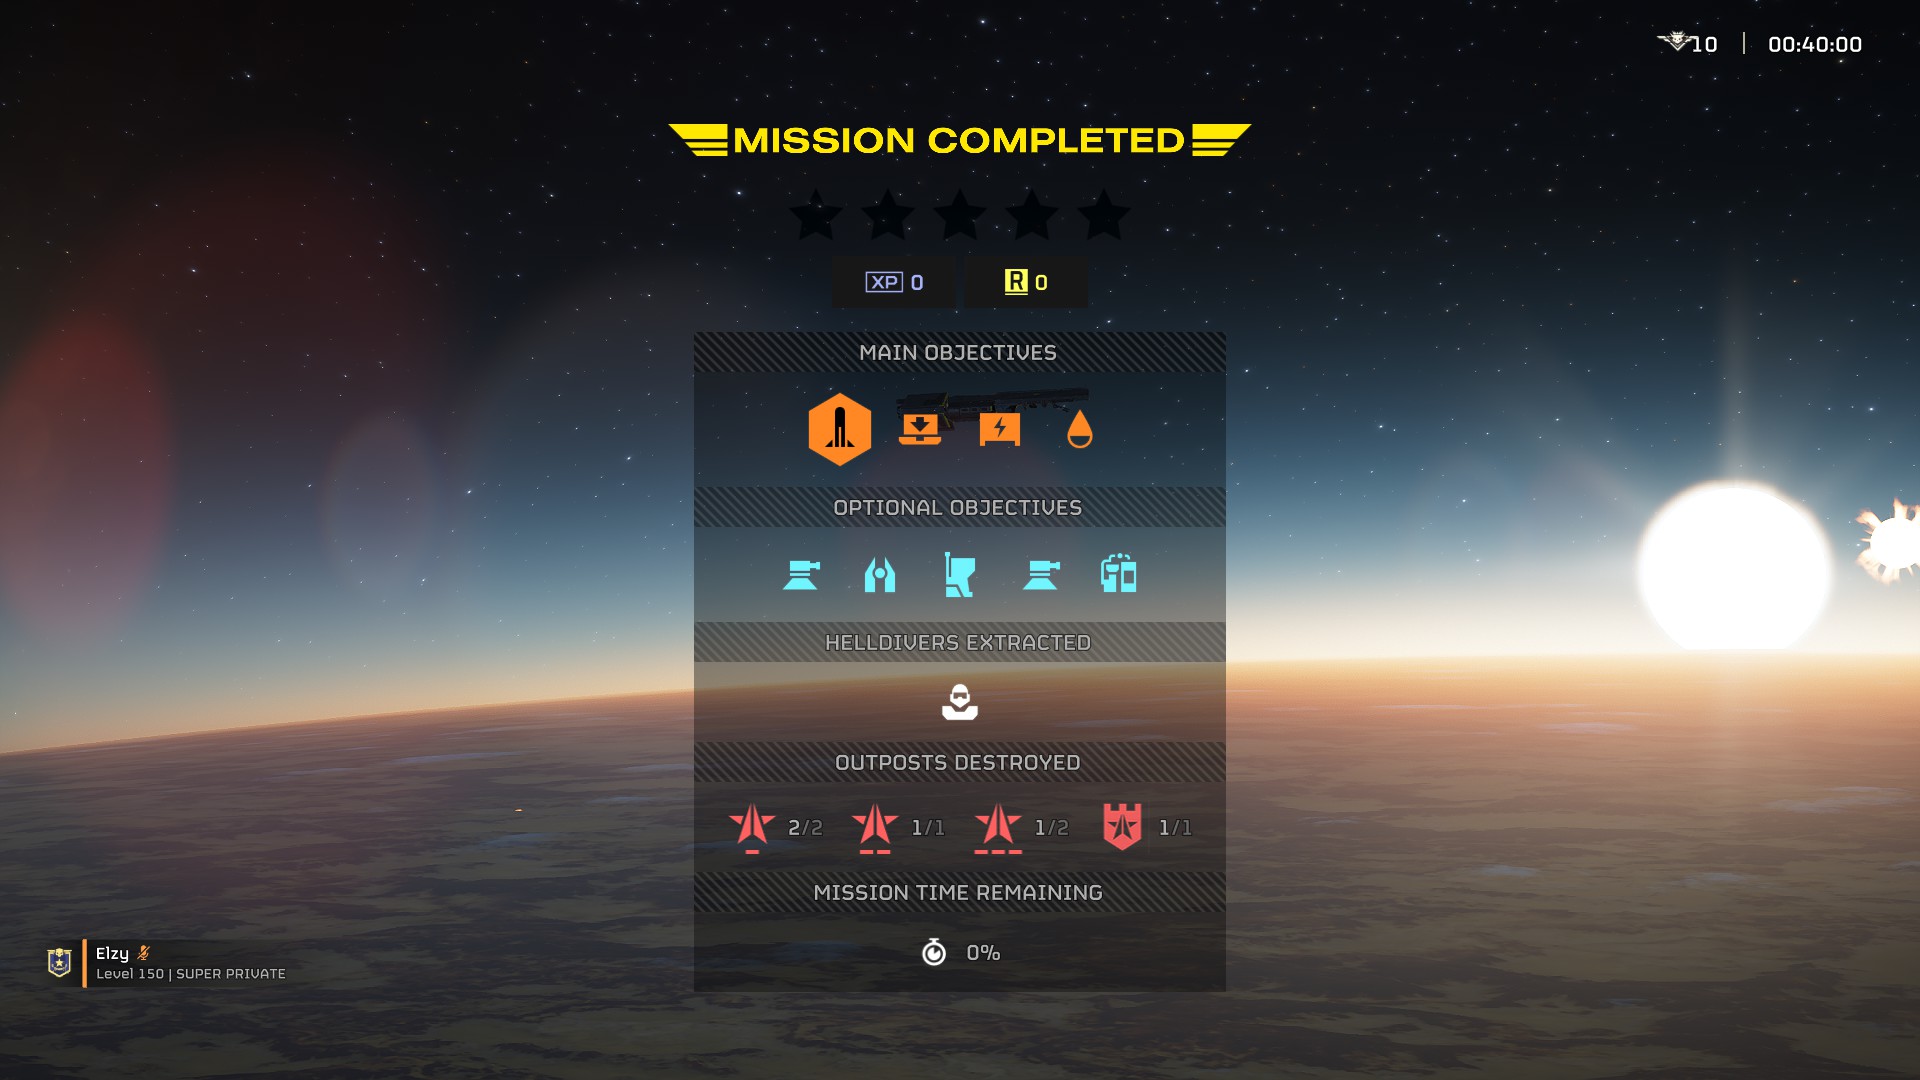 10 | 00:40:00
MISSION COMPLETED
XP 0
R 0
MAIN OBJECTIVES
OPTIONAL OBJECTIVES
HELLDIVERS EXTRACTED
OUTPOSTS DESTROYED
2/2 1/1 1/2 1/1
MISSION TIME REMAINING
0%
Elzy
Level 150 | SUPER PRIVATE